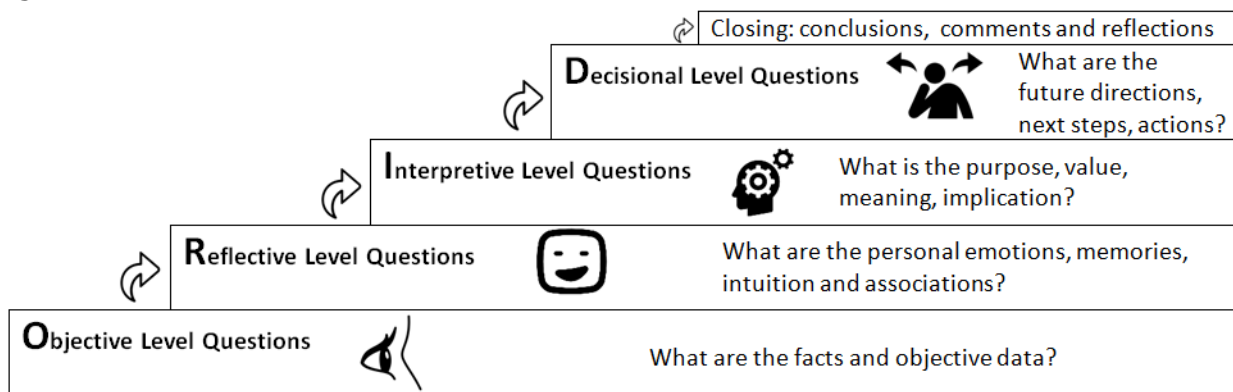 Closing: conclusions, comments and reflections
Decisional Level Questions
What are the
future directions,
next steps, actions?
Interpretive Level Questions
What is the purpose, value,
meaning, implication?
Reflective Level Questions
What are the personal emotions, memories,
intuition and associations?
Objective Level Questions
What are the facts and objective data?